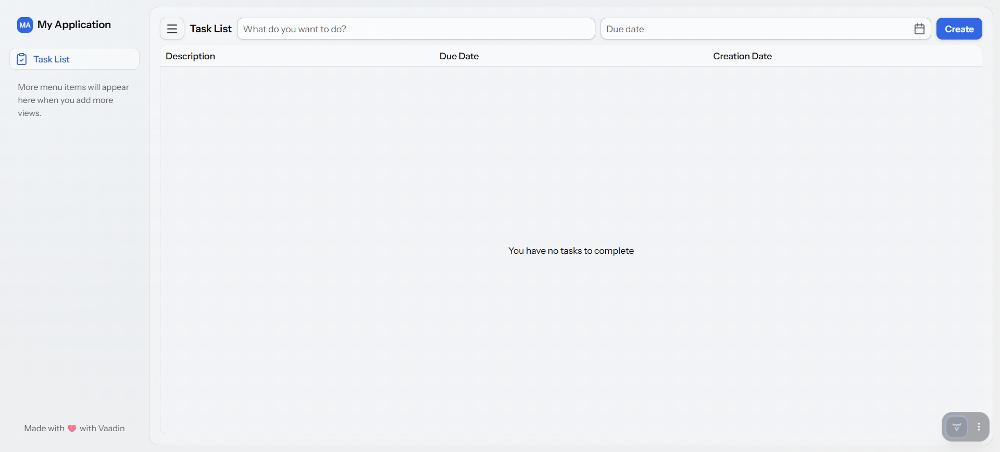 MA My Application
Task List
More menu items will appear
here when you add more
views.
Made with ❤️ with Vaadin
Task List
What do you want to do?
Due date
Create
Description
Due Date
Creation Date
You have no tasks to complete